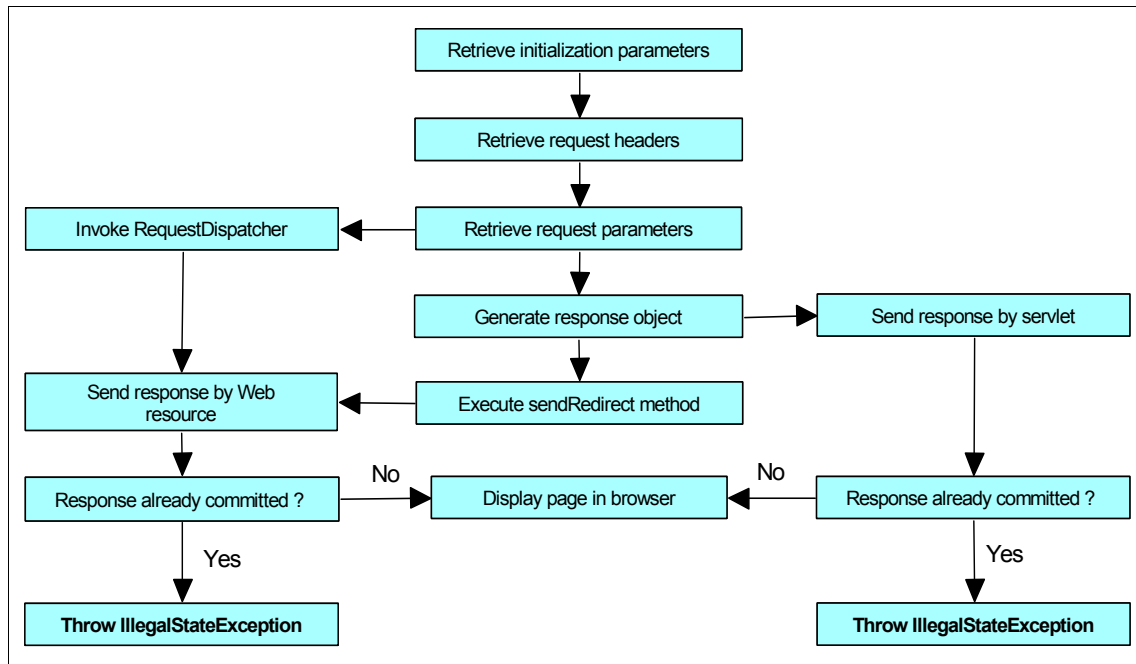 Retrieve initialization parameters
Retrieve request headers
Invoke RequestDispatcher
Retrieve request parameters
Generate response object
Send response by servlet
Send response by Web
resource
Execute sendRedirect method
No
No
Response already committed ?
Display page in browser
Response already committed ?
Yes
Yes
Throw IllegalStateException
Throw IllegalStateException